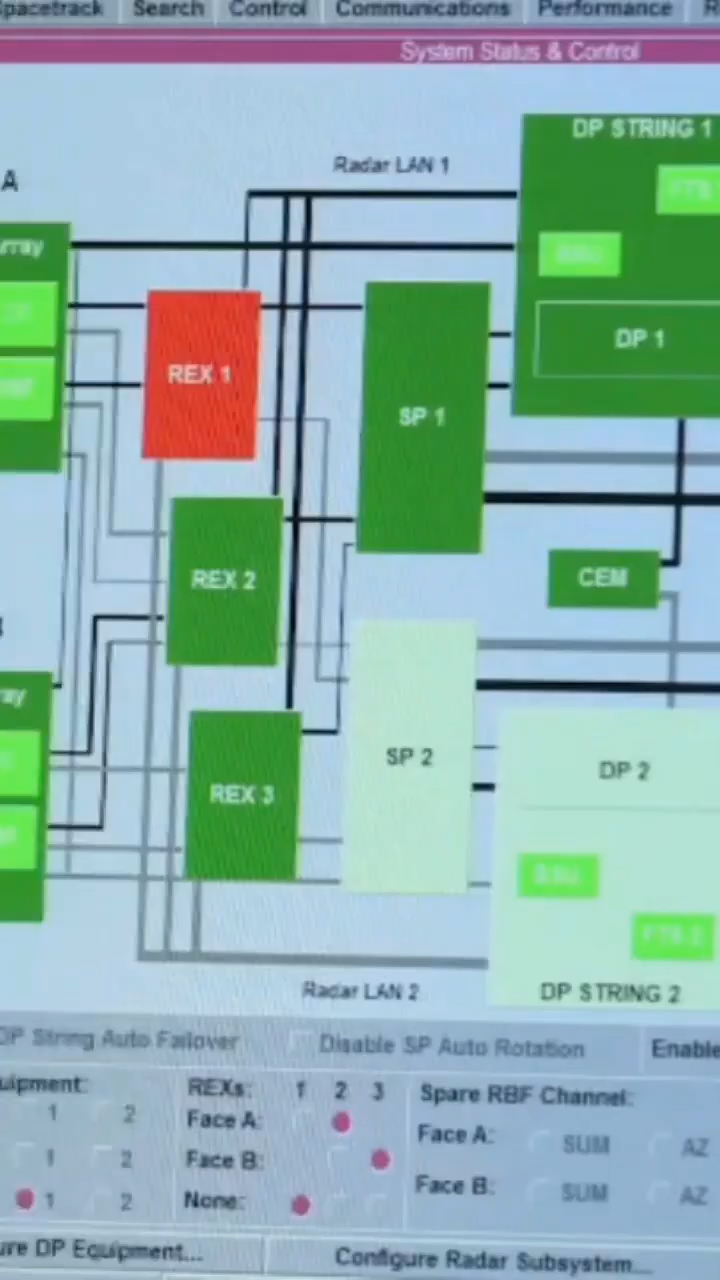 Search Control Communications Performance
System Status & Control
DP STRING 1
Radar LAN 1
A
DP 1
REX 1
SP 1
CEM
REX 2
SP 2
DP 2
REX 3
Radar LAN 2
DP STRING 2
DP String Auto Failover Disable SP Auto Rotation Enable
REXs: 1 2 3 Spare RBF Channel:
1 2 Face A: Face A: SUM AZ
1 2 Face B: Face B: SUM AZ
1 2 None:
DP Equipment... Configure Radar Subsystem...